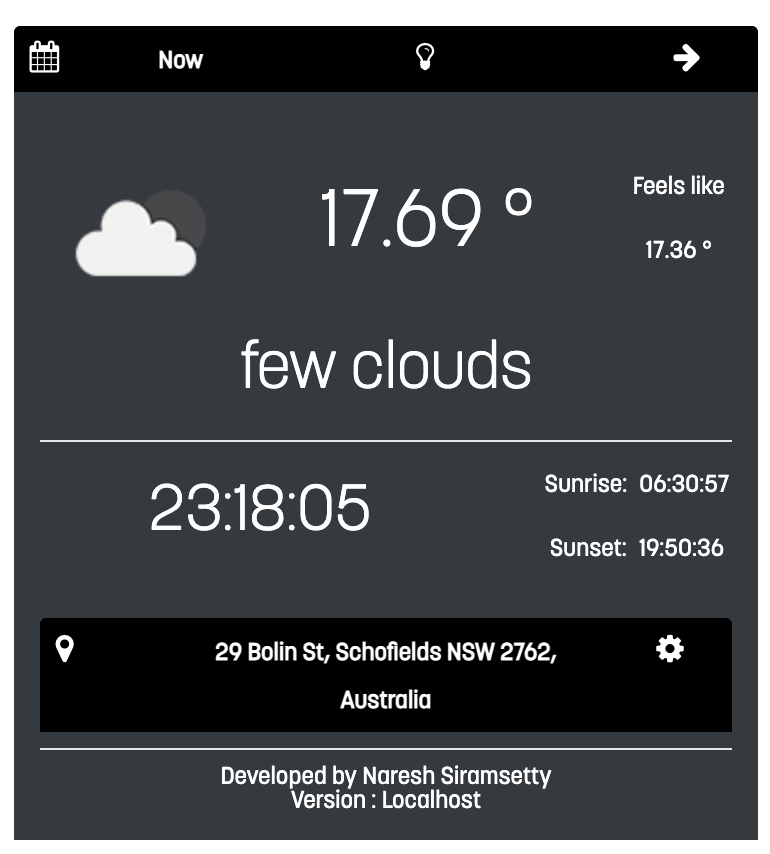 Now
17.69 °
Feels like
17.36 °
few clouds
23:18:05
Sunrise: 06:30:57
Sunset: 19:50:36
29 Bolin St, Schofields NSW 2762,
Australia
Developed by Naresh Siramsetty
Version : Localhost